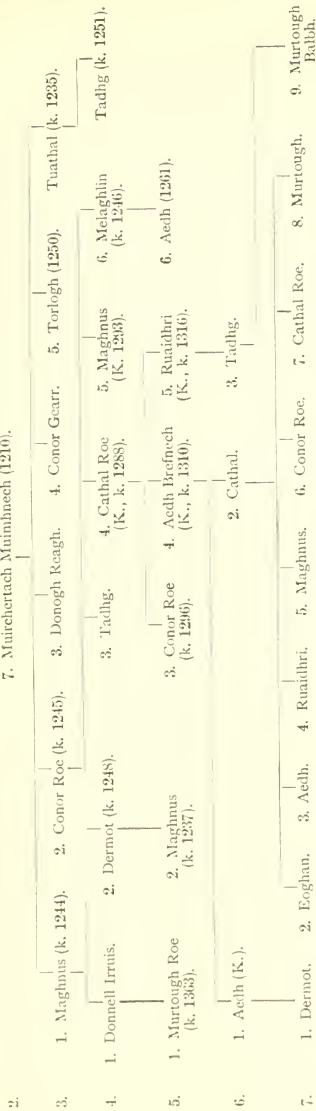 2. 7. Muirchertach Muimhnech (1210).
3. 1. Maghnus (k. 1244). 2. Conor Roe (k. 1245). 3. Donogh Reagh. 4. Conor Gearr. 5. Torlogh (1250). Tuathal (k. 1235).
4. 1. Donnell Irruis. 2. Dermot (k. 1248). 3. Tadhg. 4. Cathal Roe 5. Maghnus 6. Melaghlin Tadhg (k. 1251).
(K., k. 1288). (K. 1293). (k. 1246).
5. 1. Murtough Roe 2. Maghnus 3. Conor Roe 4. Aedh Brefnech 5. Ruaidhri 6. Aedh (1261).
(k. 1363). (k. 1237). (k. 1296). (K., k. 1310). (K., k. 1316).
6. 1. Aedh (K.). 2. Cathal. 3. Tadhg.
7. 1. Dermot. 2. Eoghan. 3. Aedh. 4. Ruaidhri. 5. Maghnus. 6. Conor Roe. 7. Cathal Roe. 8. Murtough. 9. Murtough
Balbh.